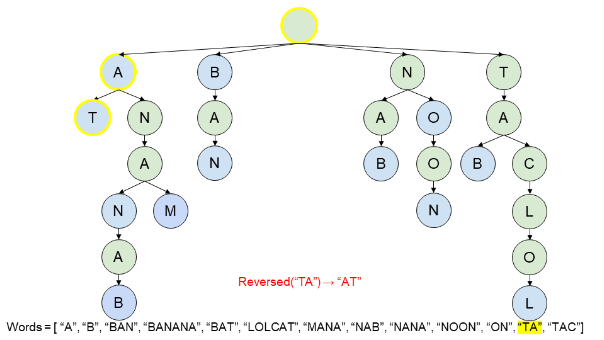 A B N T
T N A A O A
A N B O B C
N M N L
A O
Reversed("TA") → "AT"
B L
Words = [ "A", "B", "BAN", "BANANA", "BAT", "LOLCAT", "MANA", "NAB", "NANA", "NOON", "ON", "TA", "TAC"]